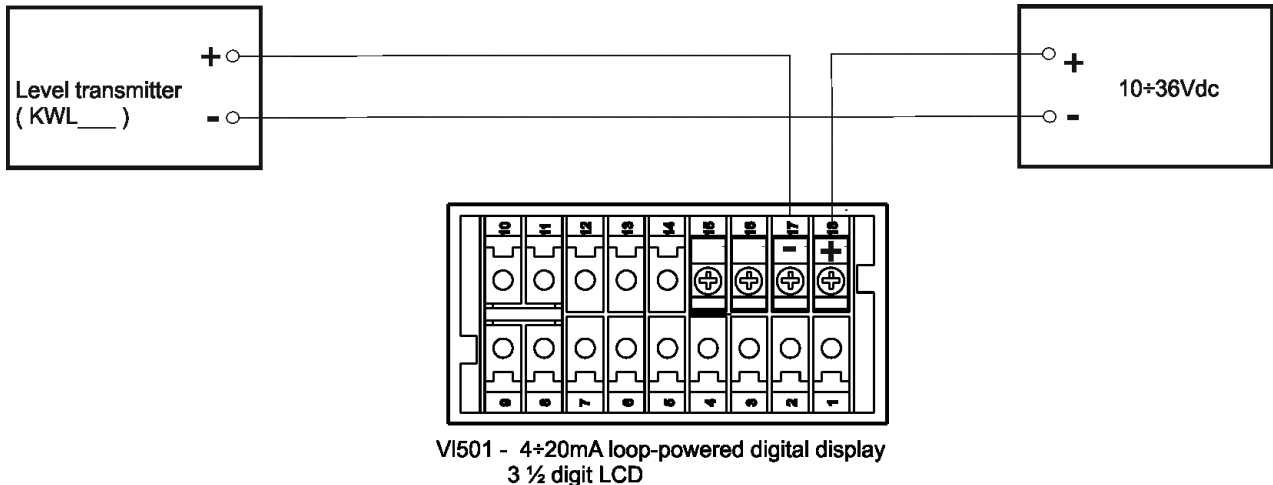 +
Level transmitter
( KWL___ )
-
+
10÷36Vdc
-
10 11 12 13 14 15 16 17 18
- +
9 8 7 6 5 4 3 2 1
VI501 - 4÷20mA loop-powered digital display
3 ½ digit LCD